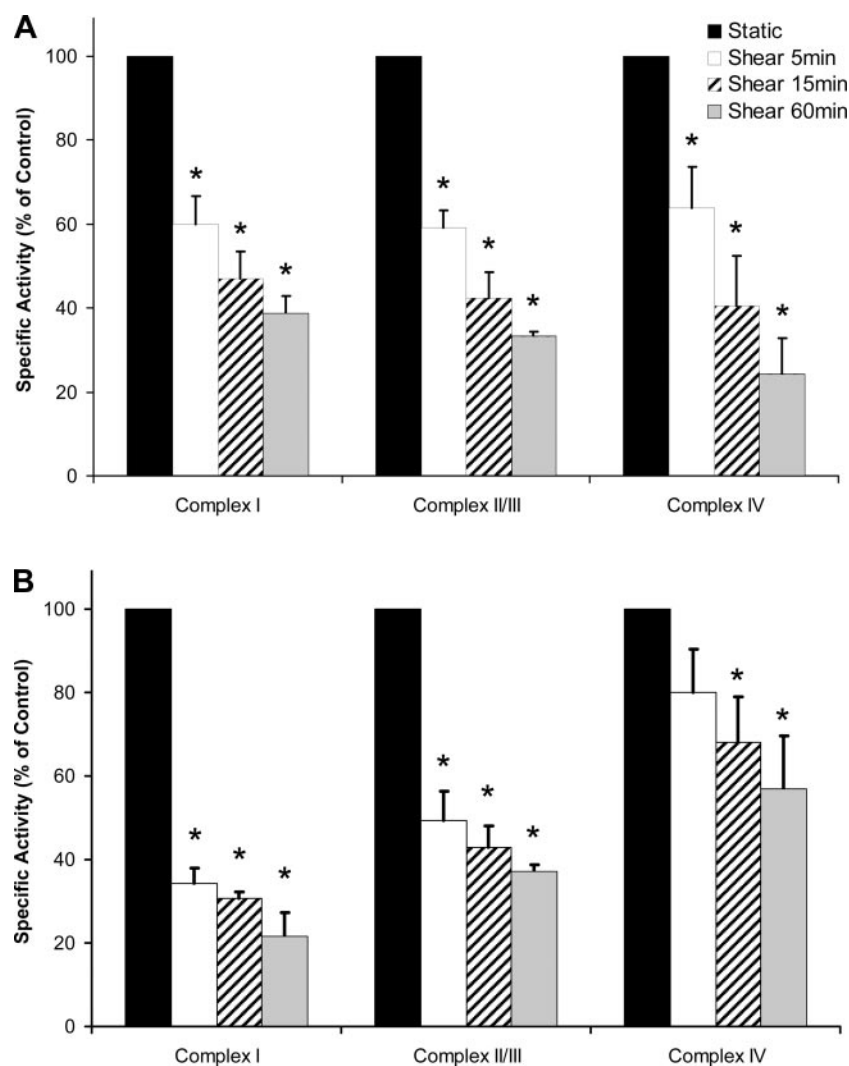 A
Static
Shear 5min
Shear 15min
Shear 60min
Specific Activity (% of Control)
100
80
60
40
20
0
* * *
* * *
* * *
Complex I Complex II/III Complex IV
B
Specific Activity (% of Control)
100
80
60
40
20
0
* * *
* * *
* *
Complex I Complex II/III Complex IV